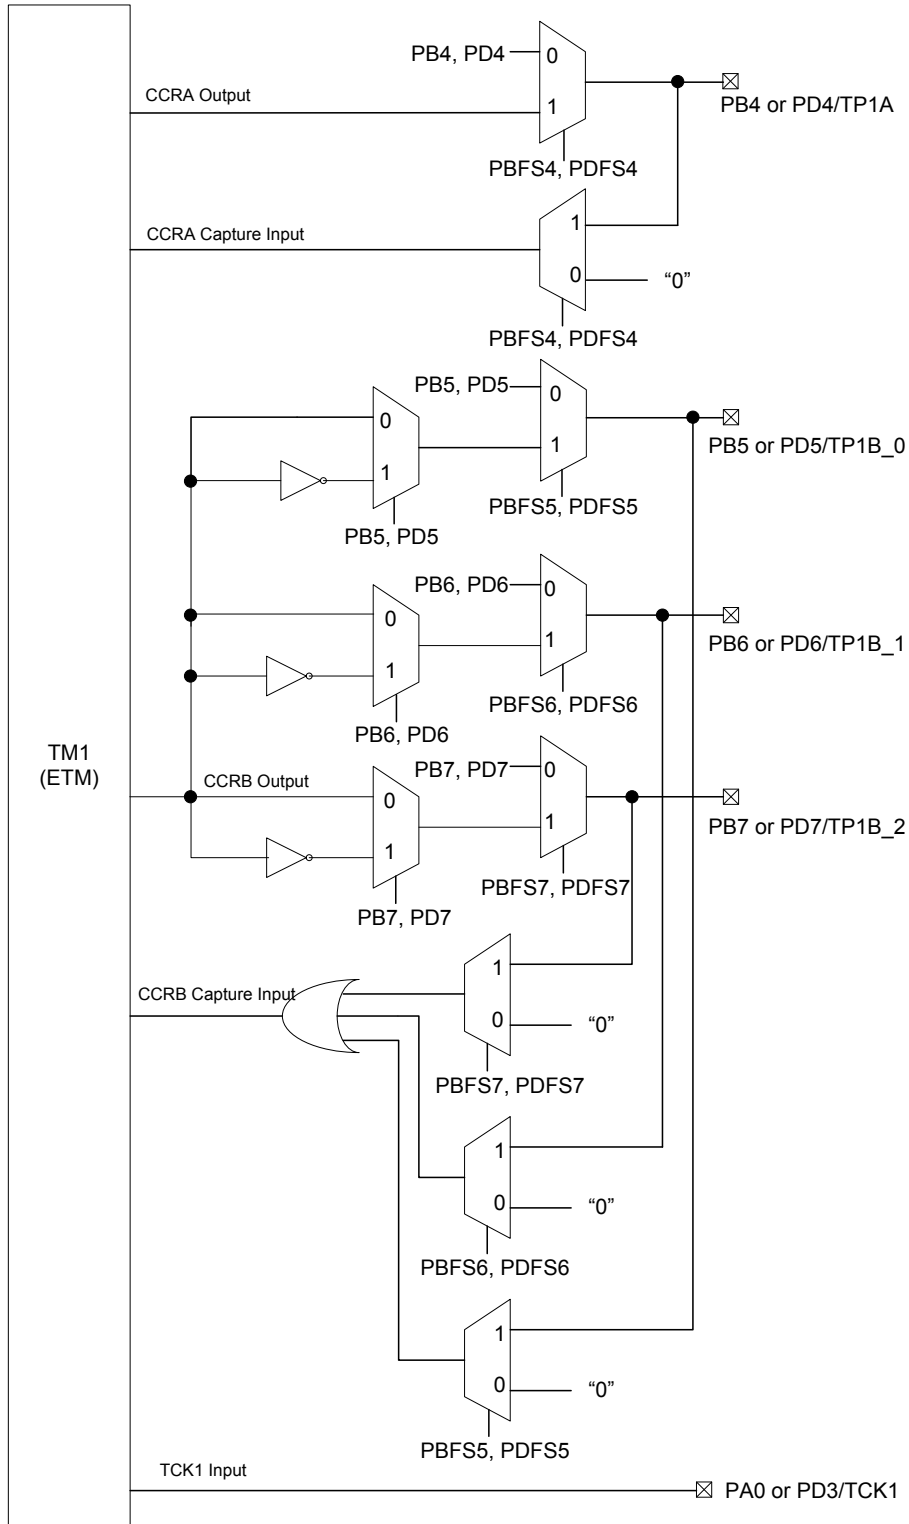 PB4, PD4
0
CCRA Output
1
PB4 or PD4/TP1A
PBFS4, PDFS4
1
CCRA Capture Input
0
“0”
PBFS4, PDFS4
PB5, PD5
0
0
1
PB5 or PD5/TP1B_0
1
PBFS5, PDFS5
PB5, PD5
PB6, PD6
0
0
1
PB6 or PD6/TP1B_1
1
PBFS6, PDFS6
PB6, PD6
TM1
(ETM)
PB7, PD7
0
CCRB Output
0
1
PB7 or PD7/TP1B_2
1
PBFS7, PDFS7
PB7, PD7
1
CCRB Capture Input
0
“0”
PBFS7, PDFS7
1
0
“0”
PBFS6, PDFS6
1
0
“0”
PBFS5, PDFS5
TCK1 Input
PA0 or PD3/TCK1